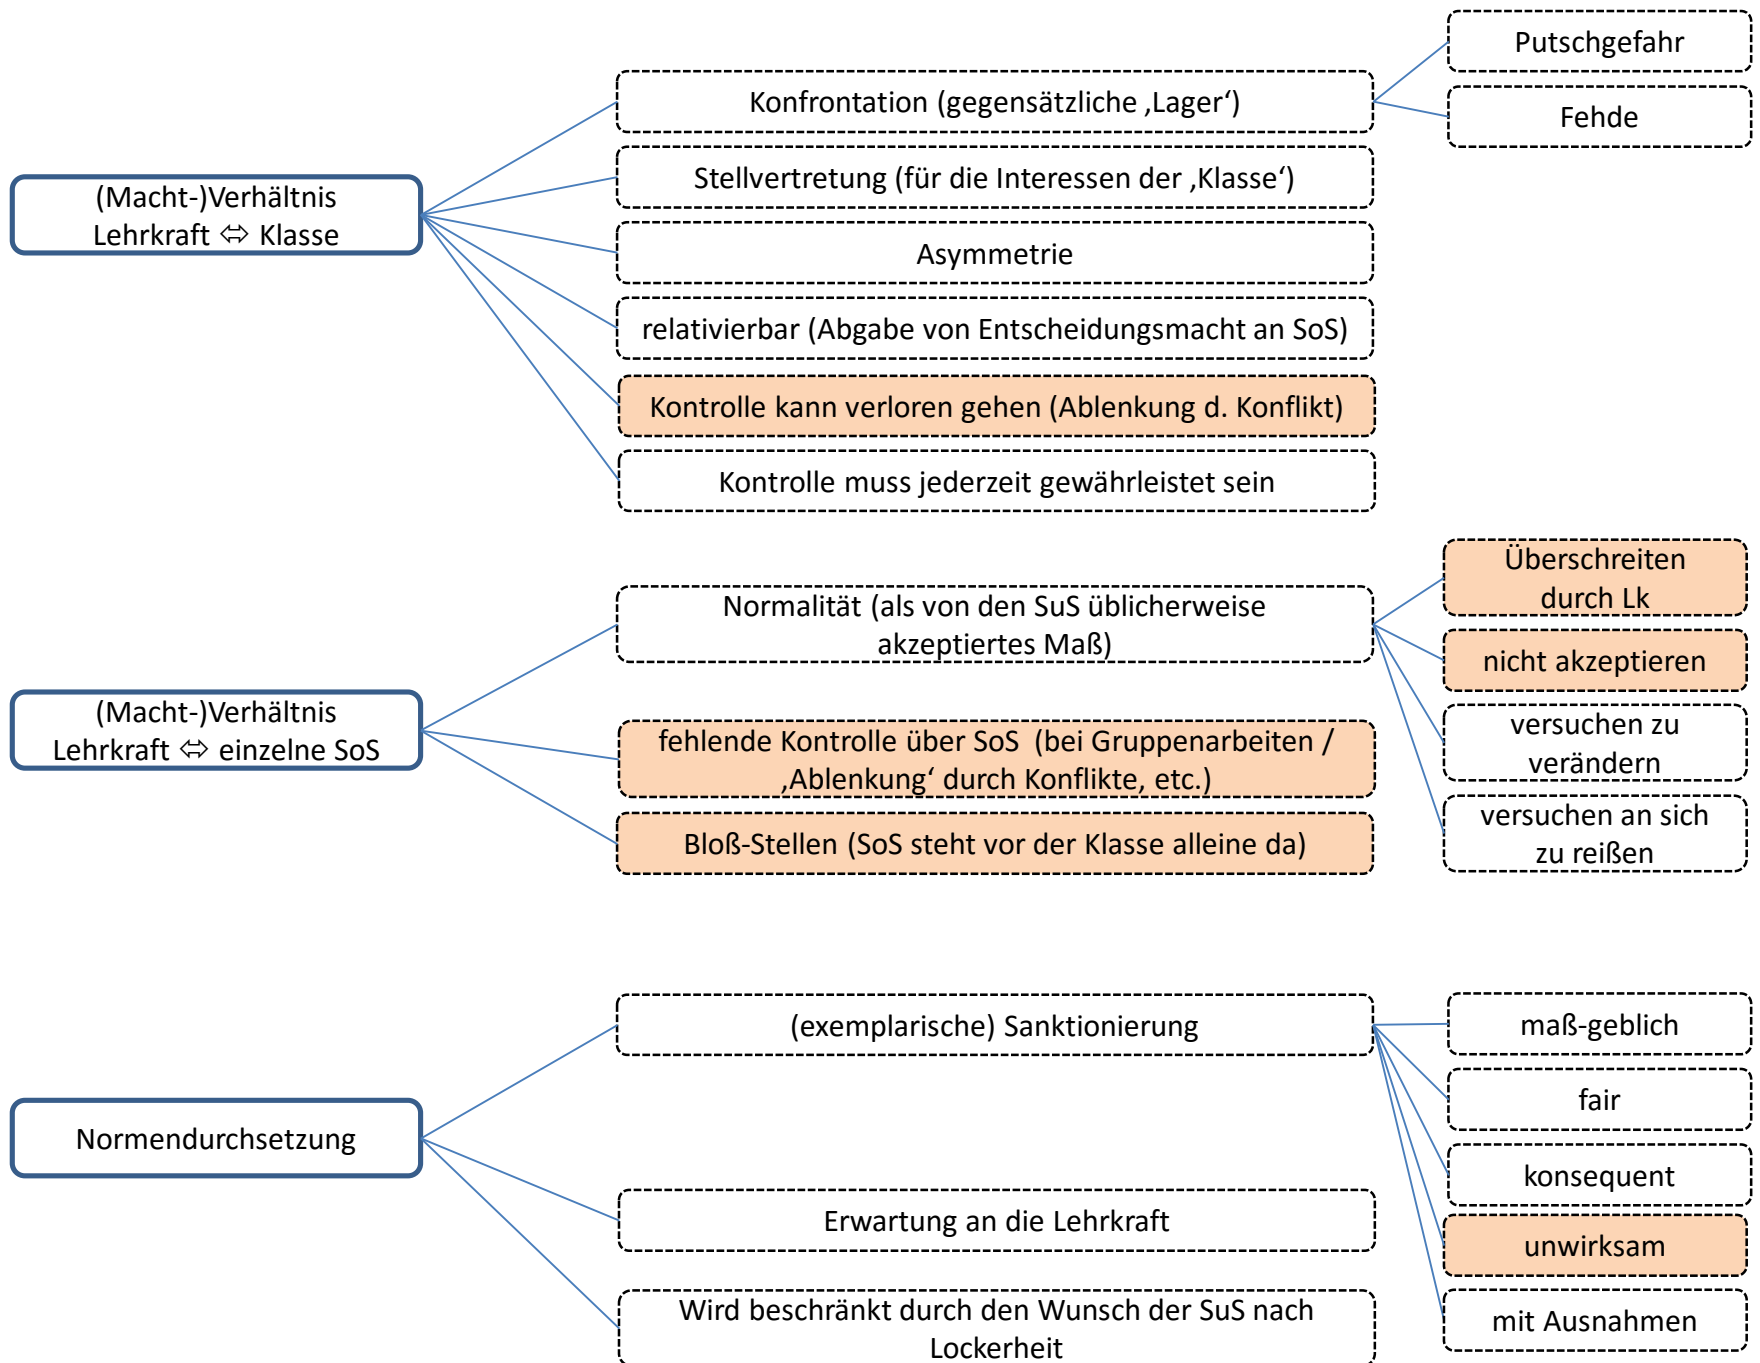 (Macht-)Verhältnis
Lehrkraft ⇔ Klasse
Konfrontation (gegensätzliche ‚Lager‘)
Putschgefahr
Fehde
Stellvertretung (für die Interessen der ‚Klasse‘)
Asymmetrie
relativierbar (Abgabe von Entscheidungsmacht an SoS)
Kontrolle kann verloren gehen (Ablenkung d. Konflikt)
Kontrolle muss jederzeit gewährleistet sein
(Macht-)Verhältnis
Lehrkraft ⇔ einzelne SoS
Normalität (als von den SuS üblicherweise
akzeptiertes Maß)
Überschreiten
durch Lk
nicht akzeptieren
versuchen zu
verändern
versuchen an sich
zu reißen
fehlende Kontrolle über SoS (bei Gruppenarbeiten /
‚Ablenkung‘ durch Konflikte, etc.)
Bloß-Stellen (SoS steht vor der Klasse alleine da)
Normendurchsetzung
(exemplarische) Sanktionierung
maß-geblich
fair
konsequent
unwirksam
mit Ausnahmen
Erwartung an die Lehrkraft
Wird beschränkt durch den Wunsch der SuS nach
Lockerheit